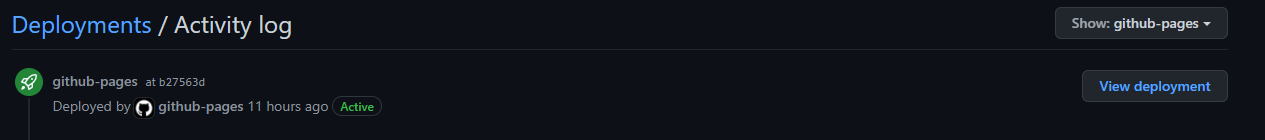 Deployments / Activity log
Show: github-pages
github-pages at b27563d
View deployment
Deployed by github-pages 11 hours ago Active